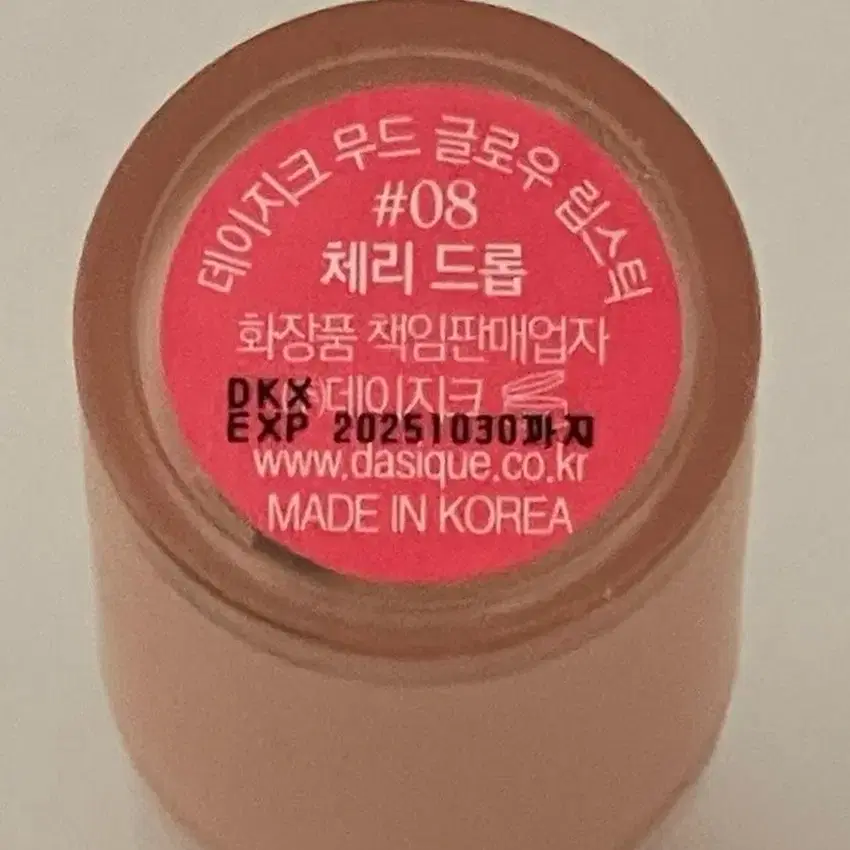 데이지크 무드 글로우 립스틱
#08
체리 드롭
화장품 책임판매업자
(주)데이지크
DKX
EXP 20251030까지
www.dasique.co.kr
MADE IN KOREA